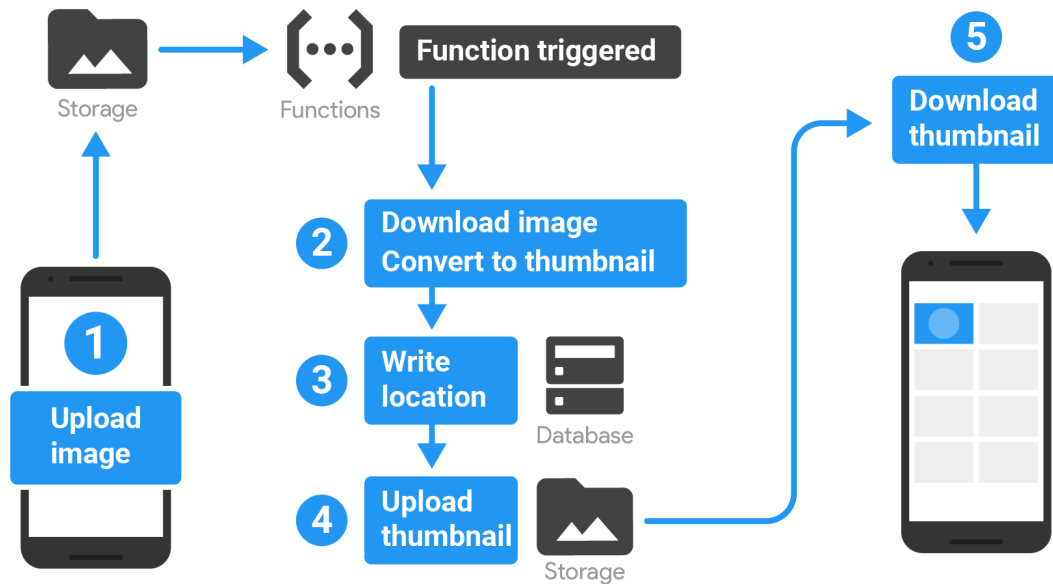 Storage
Functions
Function triggered
1
Upload
image
2
Download image
Convert to thumbnail
3
Write
location
Database
4
Upload
thumbnail
Storage
5
Download
thumbnail